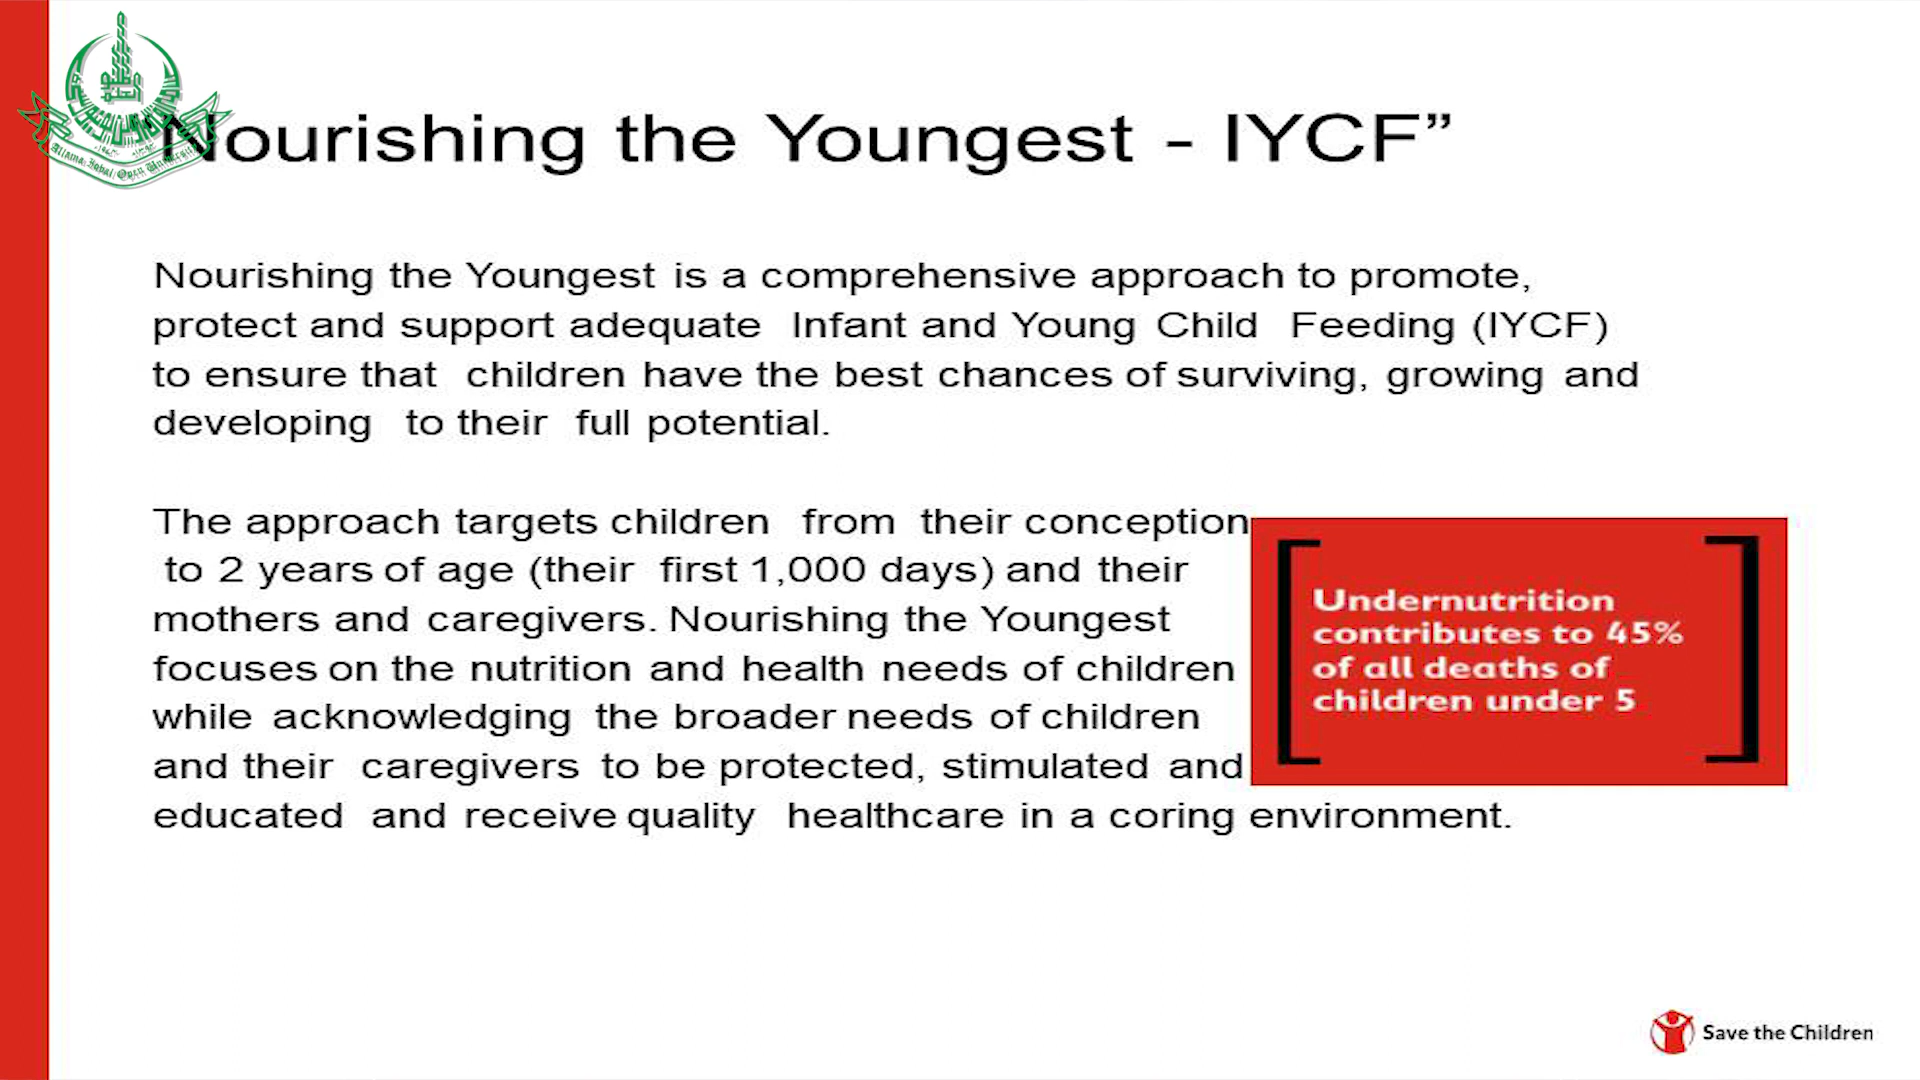 Nourishing the Youngest - IYCF”
Nourishing the Youngest is a comprehensive approach to promote,
protect and support adequate Infant and Young Child Feeding (IYCF)
to ensure that children have the best chances of surviving, growing and
developing to their full potential.
The approach targets children from their conception
to 2 years of age (their first 1,000 days) and their
mothers and caregivers. Nourishing the Youngest
focuses on the nutrition and health needs of children
while acknowledging the broader needs of children
and their caregivers to be protected, stimulated and
educated and receive quality healthcare in a coring environment.
Undernutrition
contributes to 45%
of all deaths of
children under 5
Save the Children
Allama Iqbal Open University